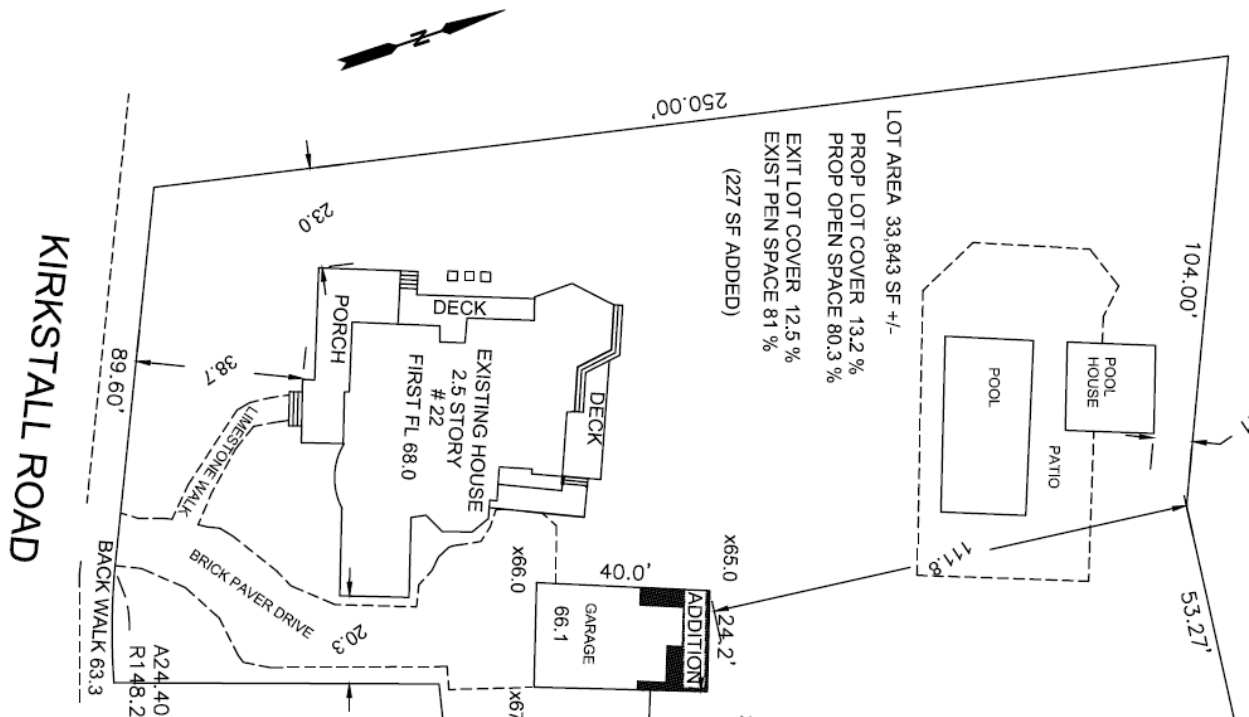 N
250.00'
LOT AREA 33,843 SF +/-
PROP LOT COVER 13.2 %
PROP OPEN SPACE 80.3 %
EXIT LOT COVER 12.5 %
EXIST PEN SPACE 81 %
(227 SF ADDED)
104.00'
23.0
PORCH
DECK
EXISTING HOUSE
2.5 STORY
# 22
FIRST FL 68.0
DECK
POOL
POOL
HOUSE
PATIO
KIRKSTALL ROAD
89.60'
38.7
LIMESTONE WALK
BRICK PAVER DRIVE
BACK WALK 63.3
A24.40
R148.2
20.3
x66.0
x65.0
40.0'
GARAGE
66.1
ADDITION
24.2'
111.8
53.27'
x67